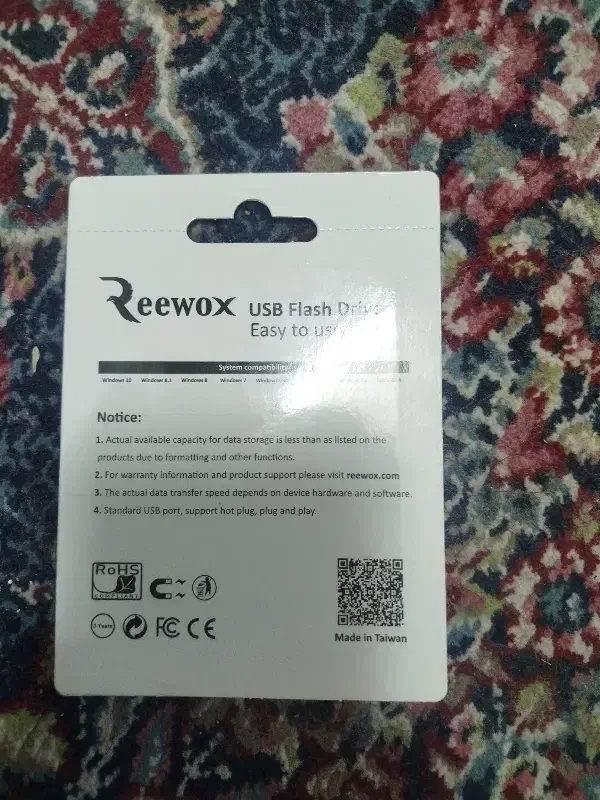 Reewox USB Flash Drive
Easy to use
System compatibility
Windows 10 Windows 8.1 Windows 8 Windows 7
Notice:
1. Actual available capacity for data storage is less than as listed on the
products due to formatting and other functions.
2. For warranty information and product support please visit reewox.com
3. The actual data transfer speed depends on device hardware and software.
4. Standard USB port, support hot plug, plug and play.
RoHS
COMPLIANT
Years
FC CE
Made in Taiwan